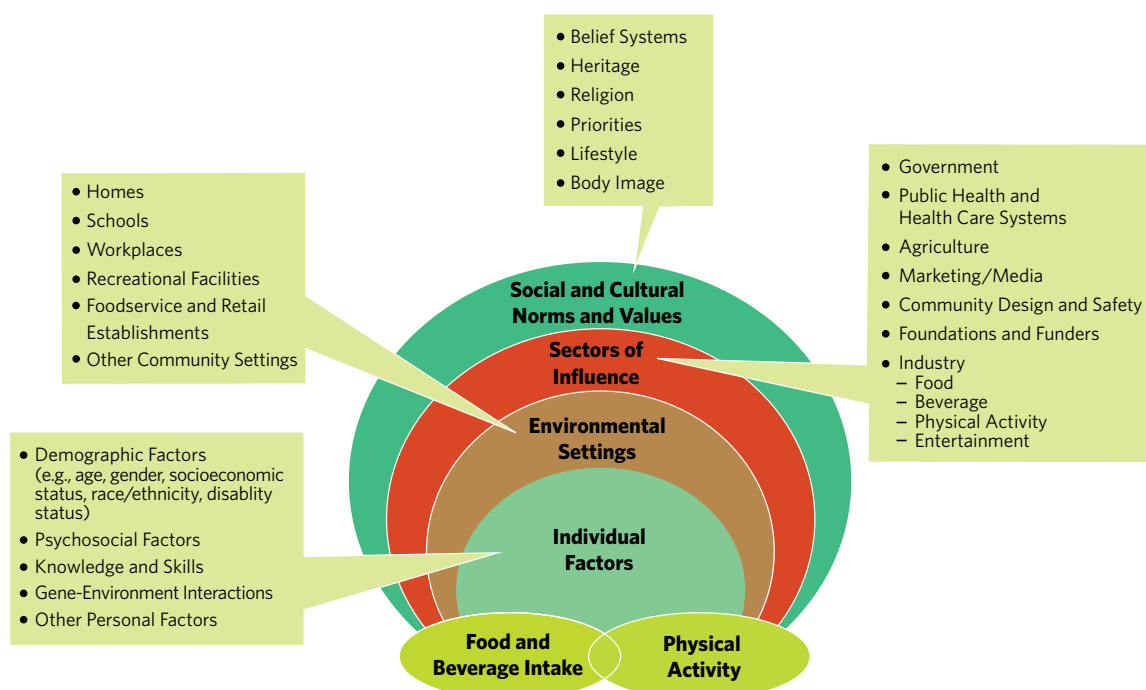 • Belief Systems
• Heritage
• Religion
• Priorities
• Lifestyle
• Body Image
• Homes
• Schools
• Workplaces
• Recreational Facilities
• Foodservice and Retail
Establishments
• Other Community Settings
• Government
• Public Health and
Health Care Systems
• Agriculture
• Marketing/Media
• Community Design and Safety
• Foundations and Funders
• Industry
– Food
– Beverage
– Physical Activity
– Entertainment
• Demographic Factors
(e.g., age, gender, socioeconomic
status, race/ethnicity, disablity
status)
• Psychosocial Factors
• Knowledge and Skills
• Gene-Environment Interactions
• Other Personal Factors
Social and Cultural
Norms and Values
Sectors of
Influence
Environmental
Settings
Individual
Factors
Food and
Beverage Intake
Physical
Activity